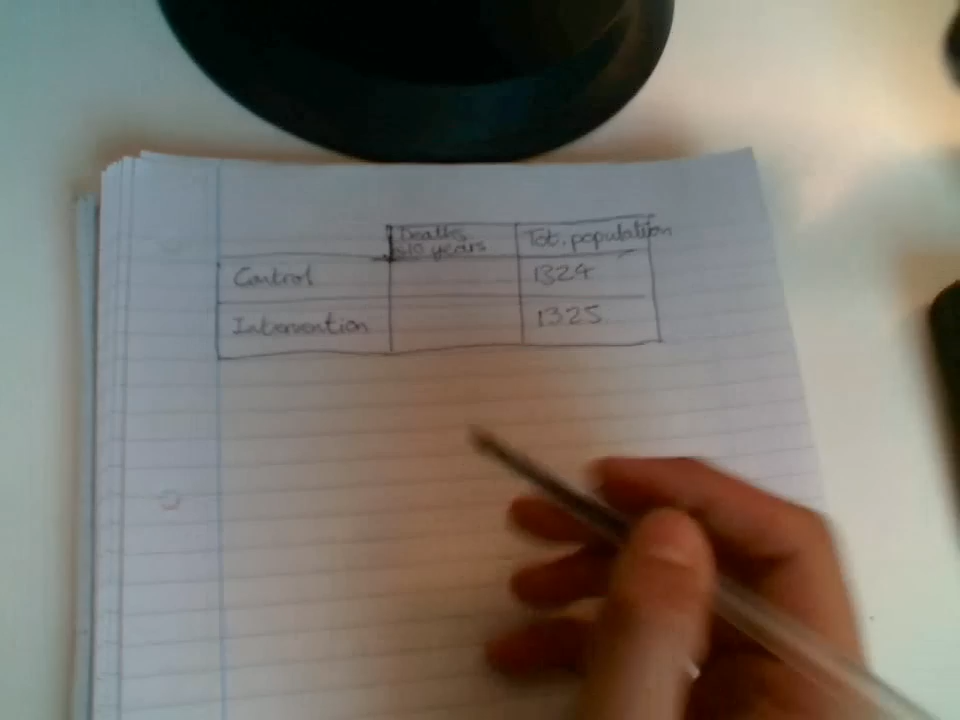 Deaths
≤10 years
Tot. population
Control
1324
Intervention
1325